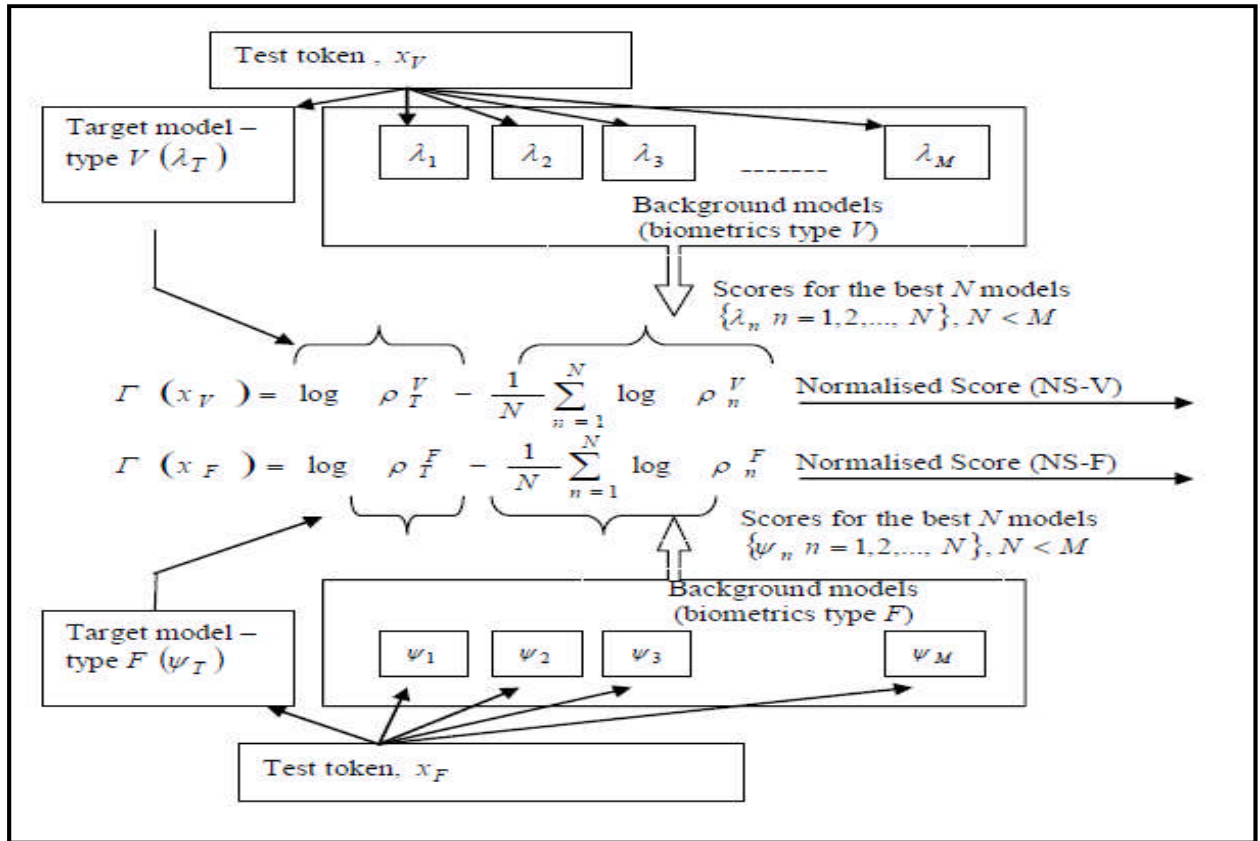 Test token , x_V
Target model –
type V (λ_T)
λ_1 λ_2 λ_3 ------- λ_M
Background models
(biometrics type V)
Scores for the best N models
{λ_n n = 1,2,..., N}, N < M
Γ (x_V) = log ρ_T^V - 1/N ∑_{n=1}^{N} log ρ_n^V Normalised Score (NS-V)
Γ (x_F) = log ρ_T^F - 1/N ∑_{n=1}^{N} log ρ_n^F Normalised Score (NS-F)
Scores for the best N models
{ψ_n n = 1,2,..., N}, N < M
Background models
(biometrics type F)
Target model –
type F (ψ_T)
ψ_1 ψ_2 ψ_3 ψ_M
Test token, x_F